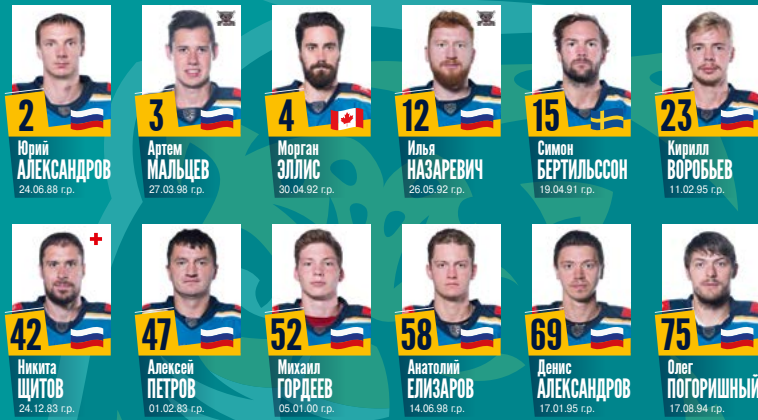 2
Юрий
АЛЕКСАНДРОВ
24.06.88 г.р.
3
Артем
МАЛЬЦЕВ
27.03.98 г.р.
4
Морган
ЭЛЛИС
30.04.92 г.р.
12
Илья
НАЗАРЕВИЧ
26.05.92 г.р.
15
Симон
БЕРТИЛЬССОН
19.04.91 г.р.
23
Кирилл
ВОРОБЬЕВ
11.02.95 г.р.
42
Никита
ЩИТОВ
24.12.83 г.р.
47
Алексей
ПЕТРОВ
01.02.83 г.р.
52
Михаил
ГОРДЕЕВ
05.01.00 г.р.
58
Анатолий
ЕЛИЗАРОВ
14.06.98 г.р.
69
Денис
АЛЕКСАНДРОВ
17.01.95 г.р.
75
Олег
ПОГОРИШНЫЙ
17.08.94 г.р.